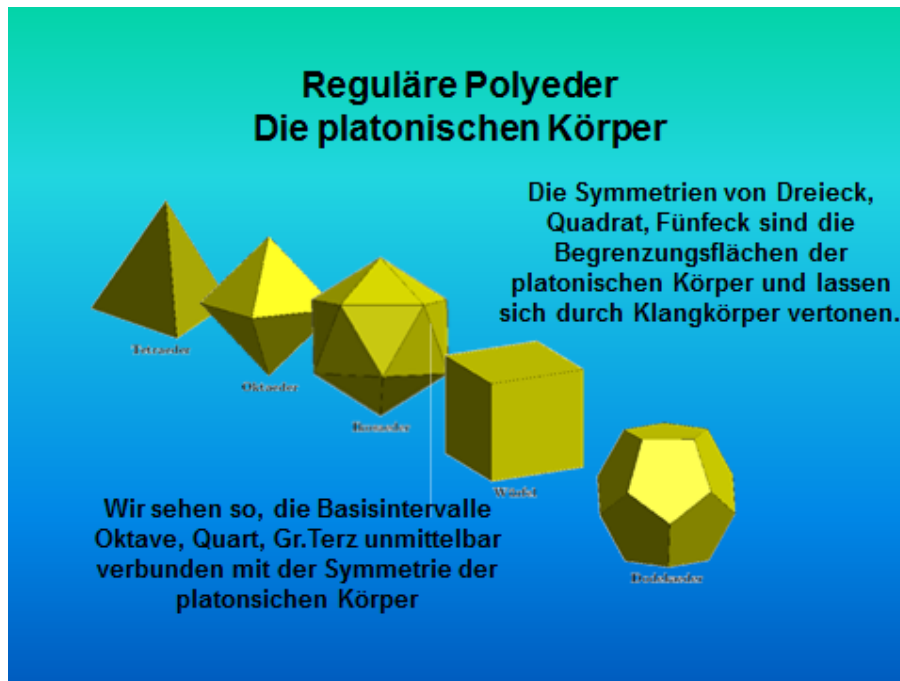 Reguläre Polyeder
Die platonischen Körper
Die Symmetrien von Dreieck,
Quadrat, Fünfeck sind die
Begrenzungsflächen der
platonischen Körper und lassen
sich durch Klangkörper vertonen.
Tetraeder
Oktaeder
Ikosaeder
Würfel
Dodekaeder
Wir sehen so, die Basisintervalle
Oktave, Quart, Gr.Terz unmittelbar
verbunden mit der Symmetrie der
platonsichen Körper